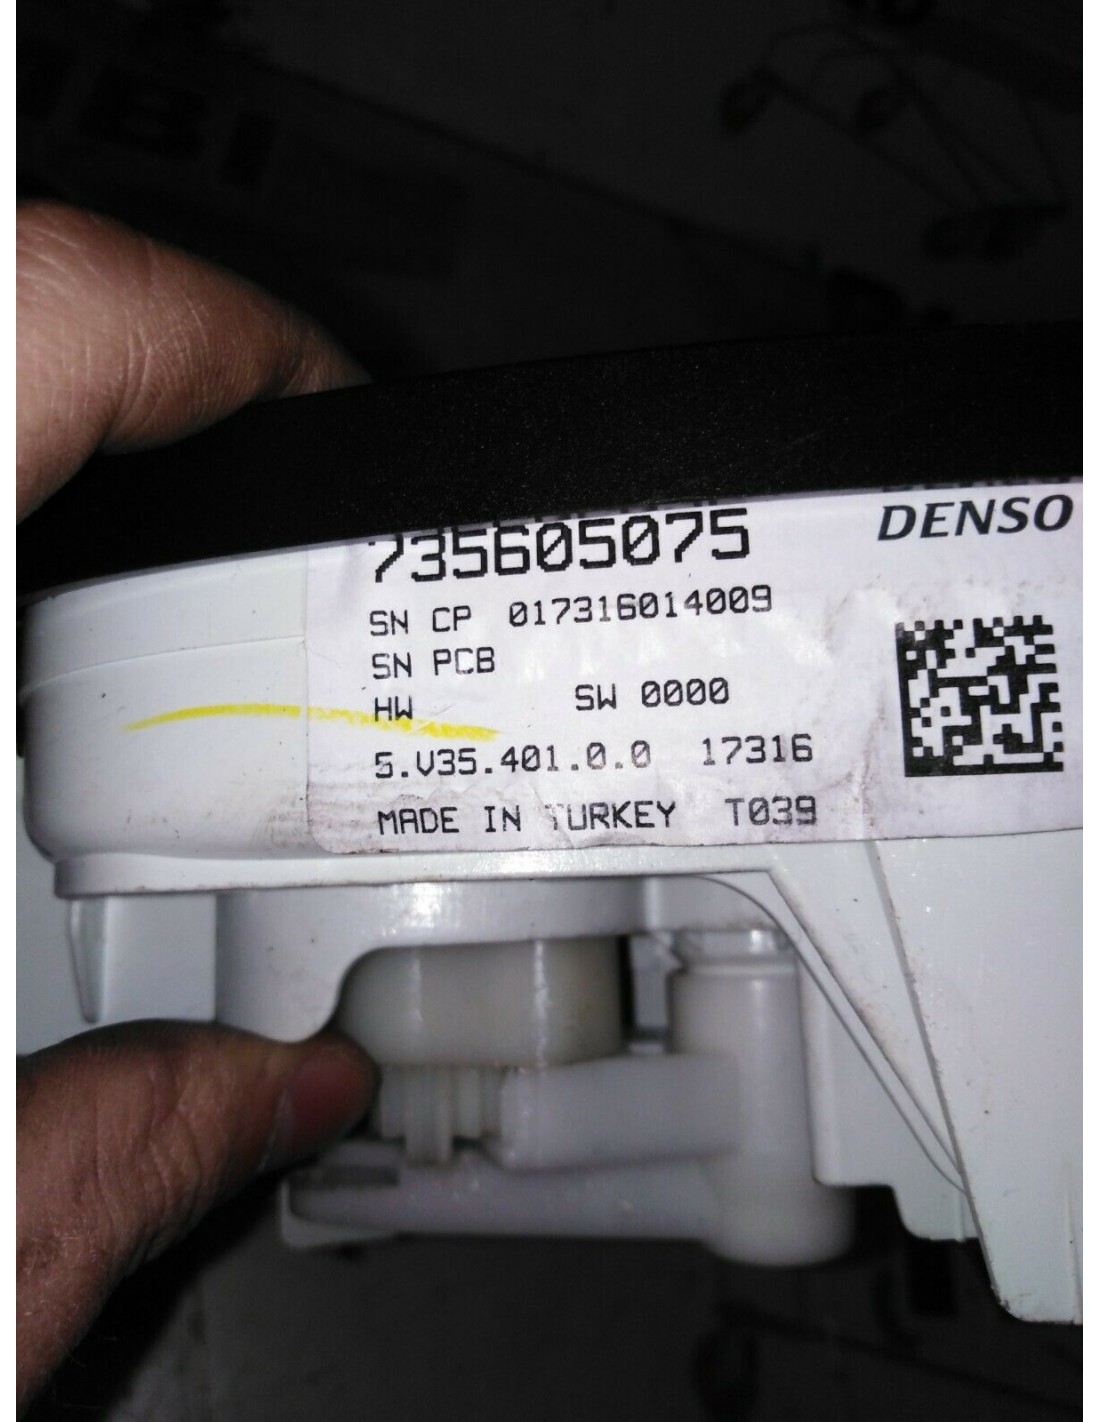 735605075 DENSO
SN CP 017316014009
SN PCB
HW SW 0000
5.V35.401.0.0 17316
MADE IN TURKEY T039